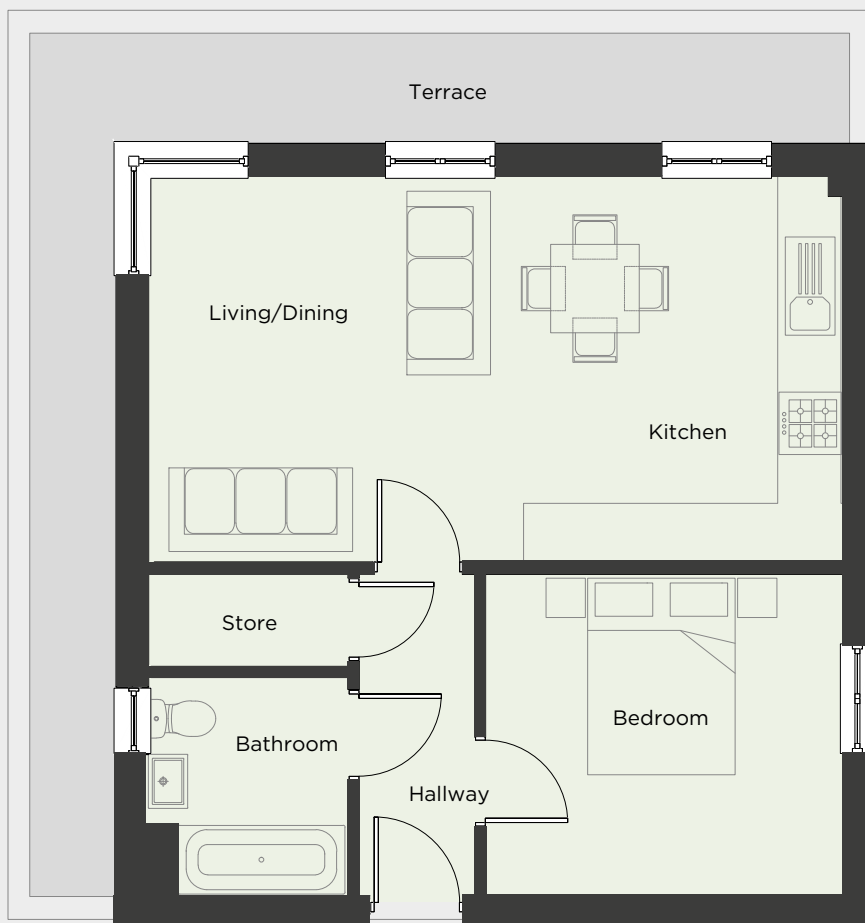 Terrace
Living/Dining
Kitchen
Store
Bedroom
Bathroom
Hallway